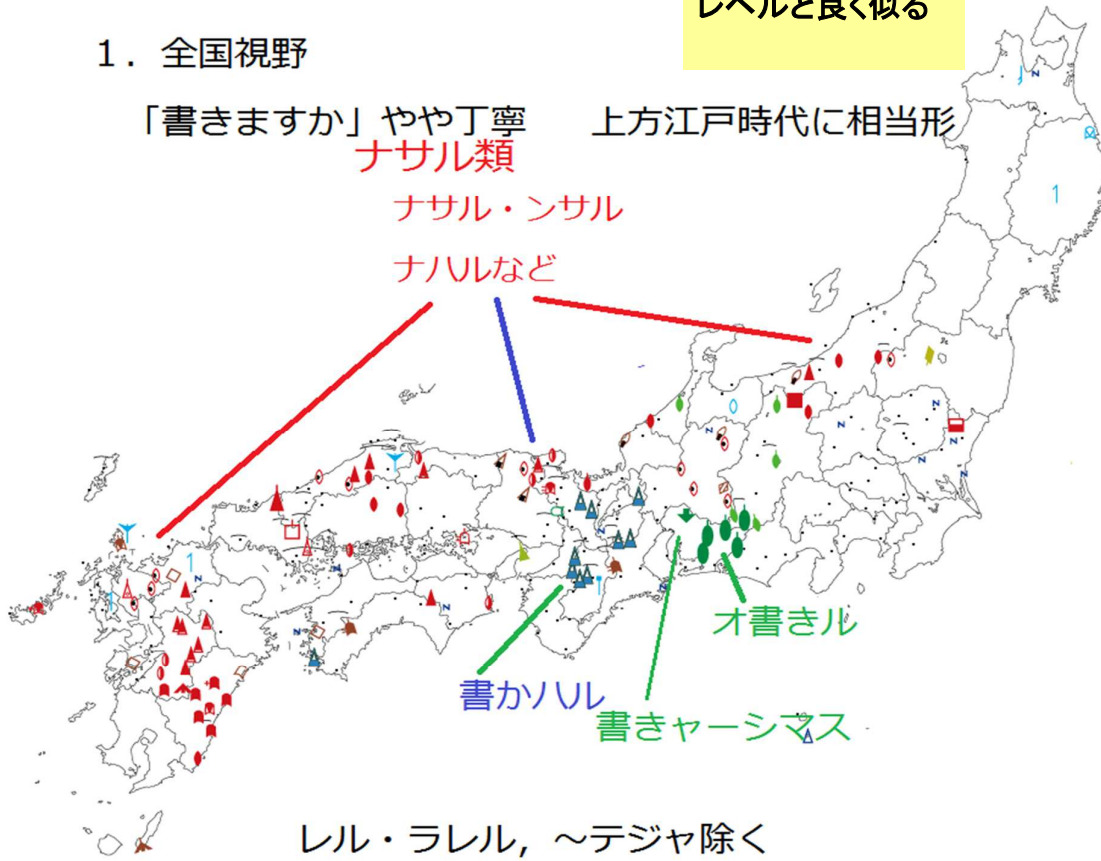 レベルと良く似る
1．全国視野
「書きますか」やや丁寧　　上方江戸時代に相当形
ナサル類
ナサル・ンサル
ナハルなど
オ書きル
書かハル
書きャーシマス
レル・ラレル，～テジャ除く